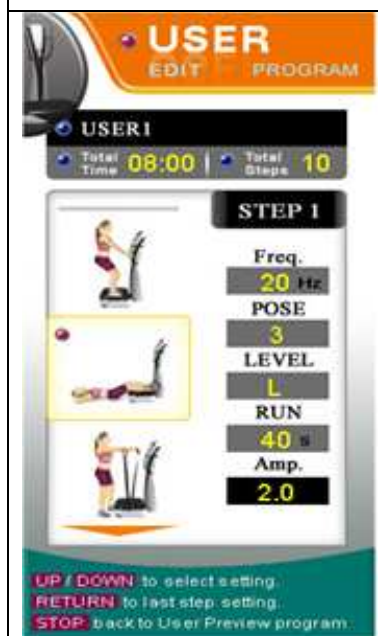 USER
EDIT PROGRAM
USER1
Total Time 08:00 | Total Steps 10
STEP 1
Freq.
20 Hz
POSE
3
LEVEL
L
RUN
40 s
Amp.
2.0
UP / DOWN to select setting.
RETURN to last step setting.
STOP back to User Preview program